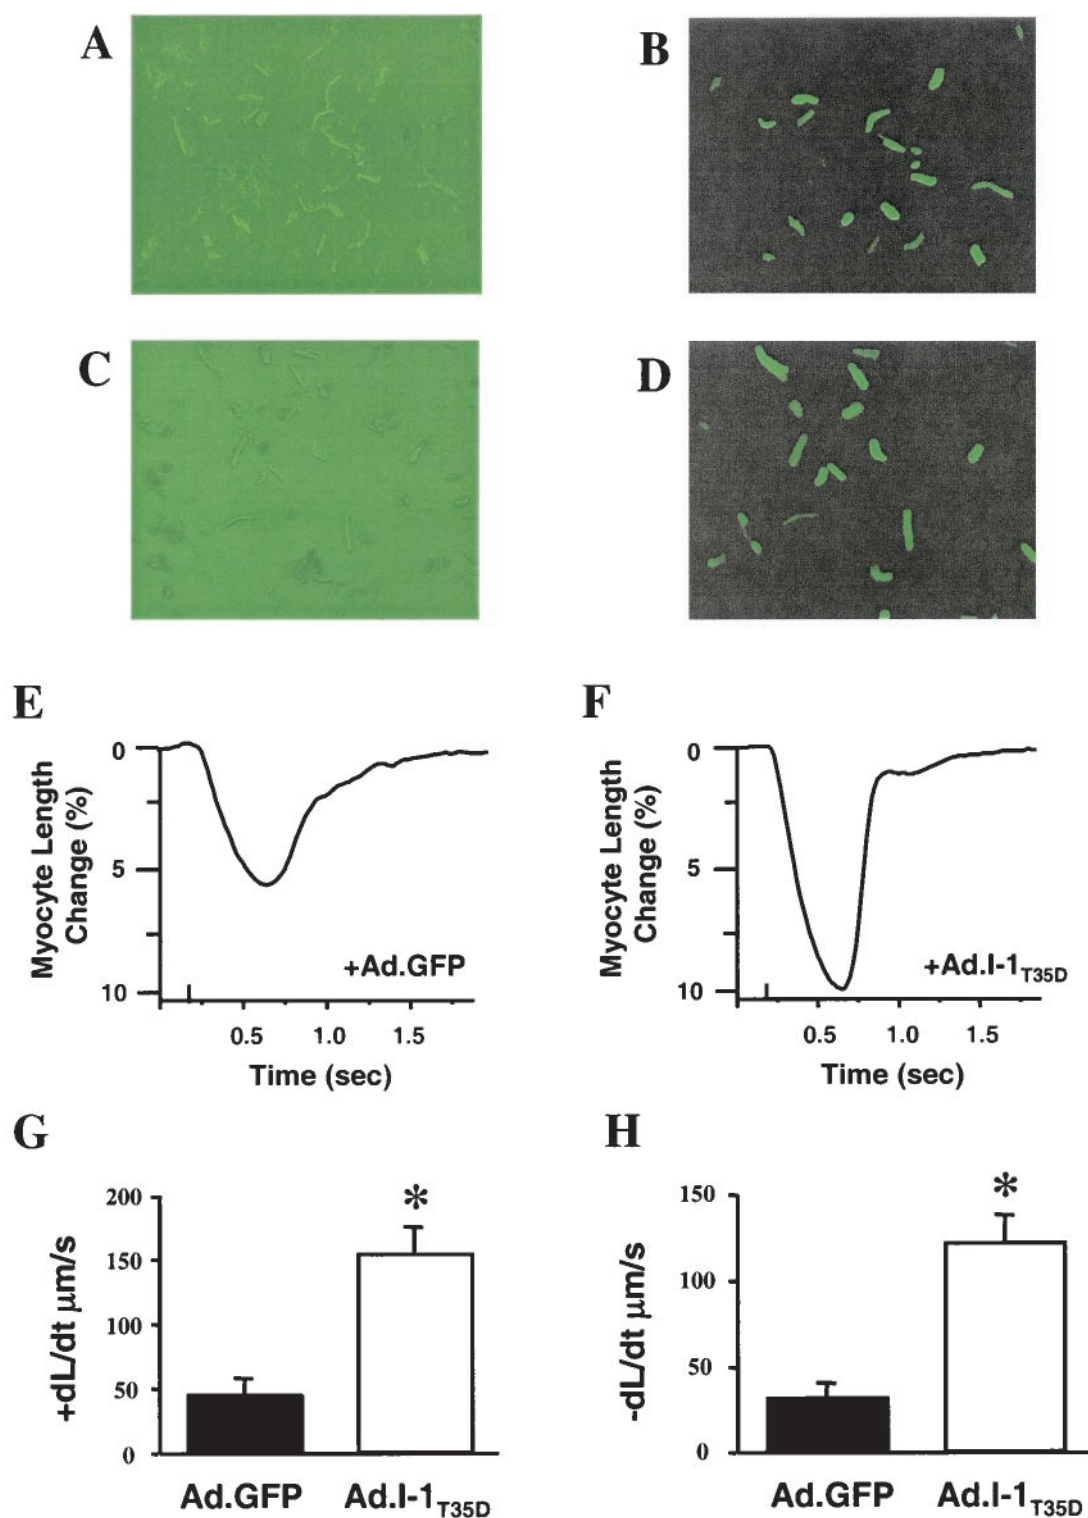 A
B
C
D
E
F
0
5
10
Myocyte Length
Change (%)
+Ad.GFP
0.5 1.0 1.5
Time (sec)
0
5
10
Myocyte Length
Change (%)
+Ad.I-1T35D
0.5 1.0 1.5
Time (sec)
G
H
200
150
100
50
0
+dL/dt μm/s
*
Ad.GFP Ad.I-1T35D
150
100
50
0
-dL/dt μm/s
*
Ad.GFP Ad.I-1T35D